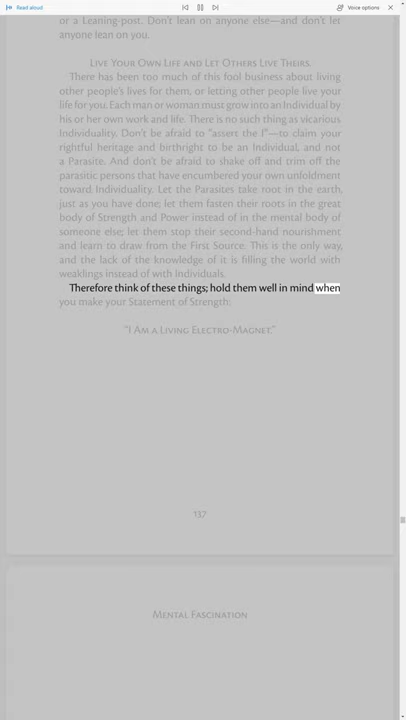 Read aloud
Voice options
or a Leaning-post. Don't lean on anyone else—and don't let
anyone lean on you.
Live Your Own Life and Let Others Live Theirs.
There has been too much of this fool business about living
other people's lives for them, or letting other people live your
life for you. Each man or woman must grow into an Individual by
his or her own work and life. There is no such thing as vicarious
Individuality. Don't be afraid to "assert the I"—to claim your
rightful heritage and birthright to be an Individual, and not
a Parasite. And don't be afraid to shake off and trim off the
parasitic persons that have encumbered your own unfoldment
toward Individuality. Let the Parasites take root in the earth,
just as you have done; let them fasten their roots in the great
body of Strength and Power instead of in the mental body of
someone else; let them stop their second-hand nourishment
and learn to draw from the First Source. This is the only way,
and the lack of the knowledge of it is filling the world with
weaklings instead of with Individuals.
Therefore think of these things; hold them well in mind when
you make your Statement of Strength:
"I Am a Living Electro-Magnet."
137
Mental Fascination